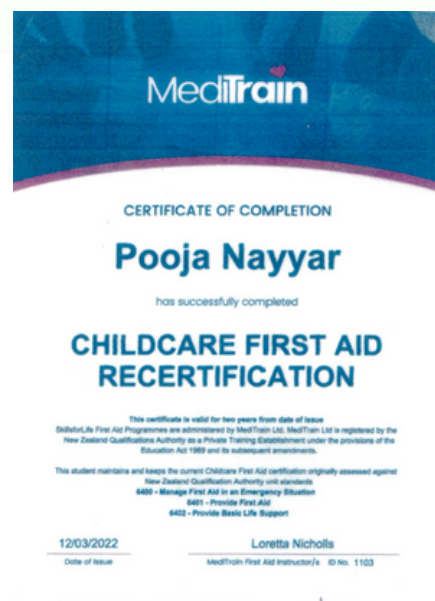 MediTrain
CERTIFICATE OF COMPLETION
Pooja Nayyar
has successfully completed
CHILDCARE FIRST AID
RECERTIFICATION
This certificate is valid for two years from date of issue
SkillsforLife First Aid Programmes are administered by MediTrain Ltd. MediTrain Ltd is registered by the
New Zealand Qualifications Authority as a Private Training Establishment under the provisions of the
Education Act 1989 and its subsequent amendments.
This student maintains and keeps the current Childcare First Aid certification originally assessed against
New Zealand Qualification Authority unit standards
6400 - Manage First Aid in an Emergency Situation
6401 - Provide First Aid
6402 - Provide Basic Life Support
12/03/2022 Loretta Nicholls
Date of Issue MediTrain First Aid Instructor/s ID No. 1103